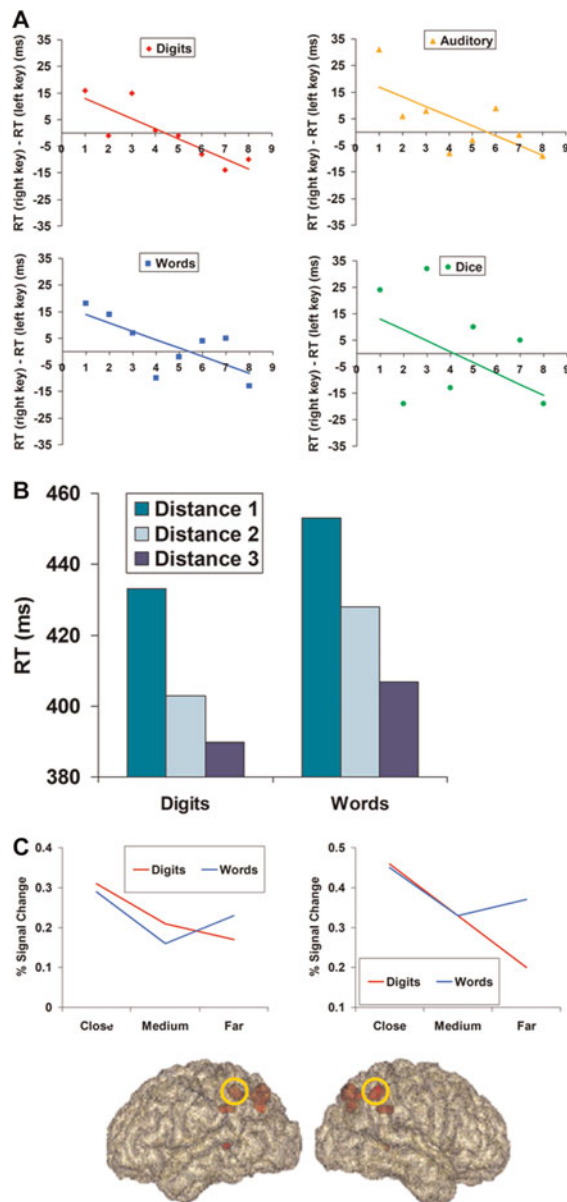 A
RT (right key) - RT (left key) (ms)
35
25
15
5
-5
-15
-25
-35
Digits
1 2 3 4 5 6 7 8 9
RT (right key) - RT (left key) (ms)
35
25
15
5
-5
-15
-25
-35
Auditory
1 2 3 4 5 6 7 8 9
RT (right key) - RT (left key) (ms)
35
25
15
5
-5
-15
-25
-35
Words
1 2 3 4 5 6 7 8 9
RT (right key) - RT (left key) (ms)
35
25
15
5
-5
-15
-25
-35
Dice
1 2 3 4 5 6 7 8 9
B
RT (ms)
460
440
420
400
380
Distance 1
Distance 2
Distance 3
Digits Words
C
% Signal Change
0.4
0.3
0.2
0.1
0
Digits Words
Close Medium Far
% Signal Change
0.5
0.4
0.3
0.2
0.1
Digits Words
Close Medium Far